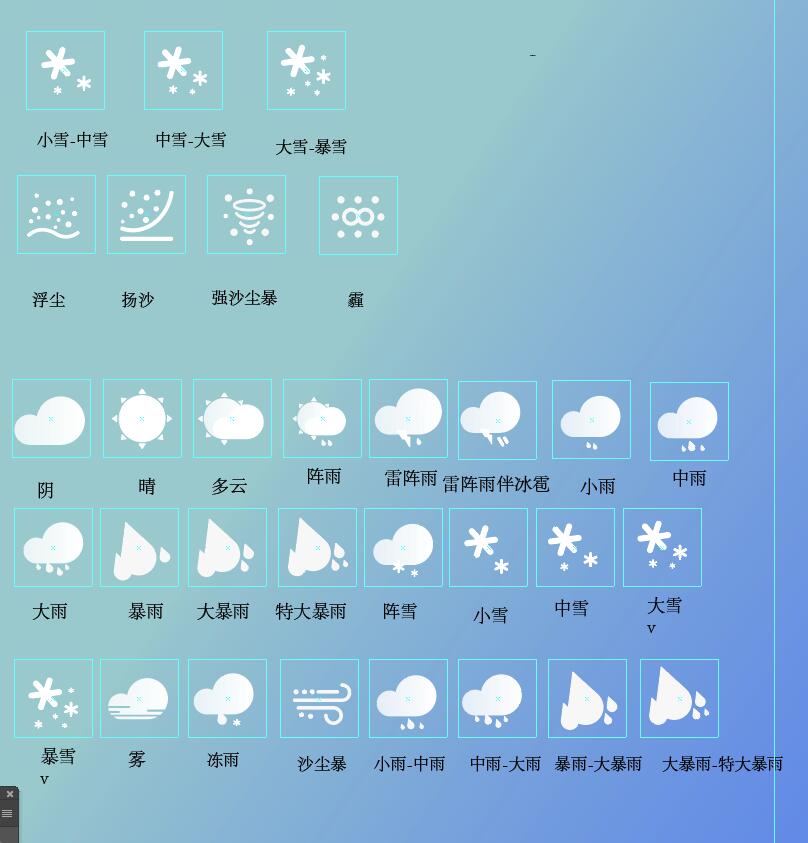 小雪-中雪
中雪-大雪
大雪-暴雪
浮尘
扬沙
强沙尘暴
霾
阴
晴
多云
阵雨
雷阵雨
雷阵雨伴冰雹
小雨
中雨
大雨
暴雨
大暴雨
特大暴雨
阵雪
小雪
中雪
大雪
v
暴雪
v
雾
冻雨
沙尘暴
小雨-中雨
中雨-大雨
暴雨-大暴雨
大暴雨-特大暴雨